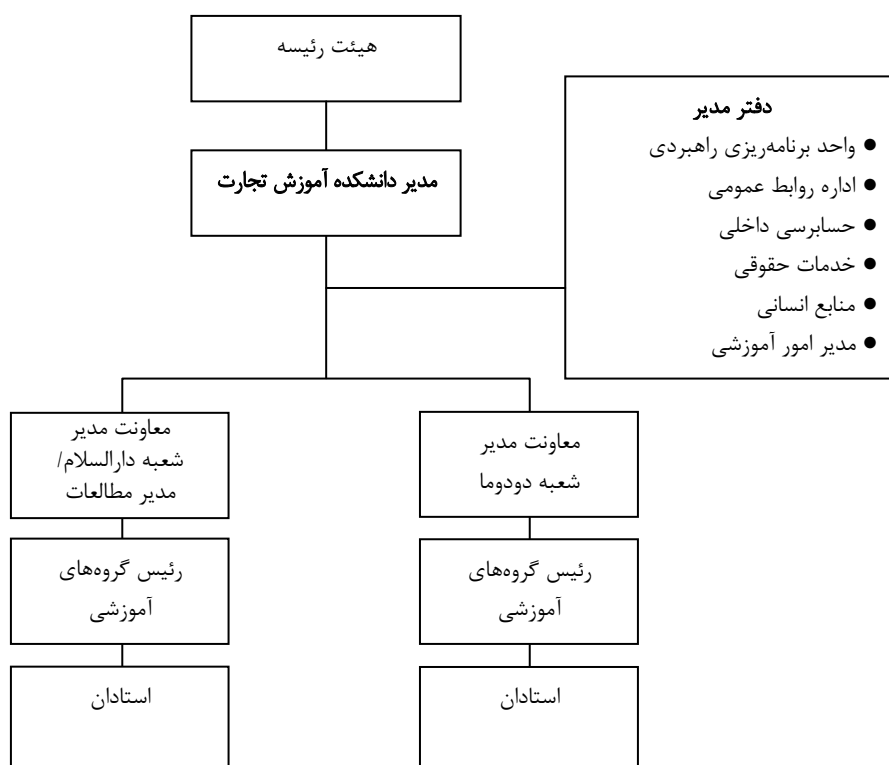 هیئت رئیسه
مدیر دانشکده آموزش تجارت
دفتر مدیر
● واحد برنامه‌ریزی راهبردی
● اداره روابط عمومی
● حسابرسی داخلی
● خدمات حقوقی
● منابع انسانی
● مدیر امور آموزشی
معاونت مدیر
شعبه دودوما
رئیس گروه‌های
آموزشی
استادان
معاونت مدیر
شعبه دارالسلام/
مدیر مطالعات
رئیس گروه‌های
آموزشی
استادان